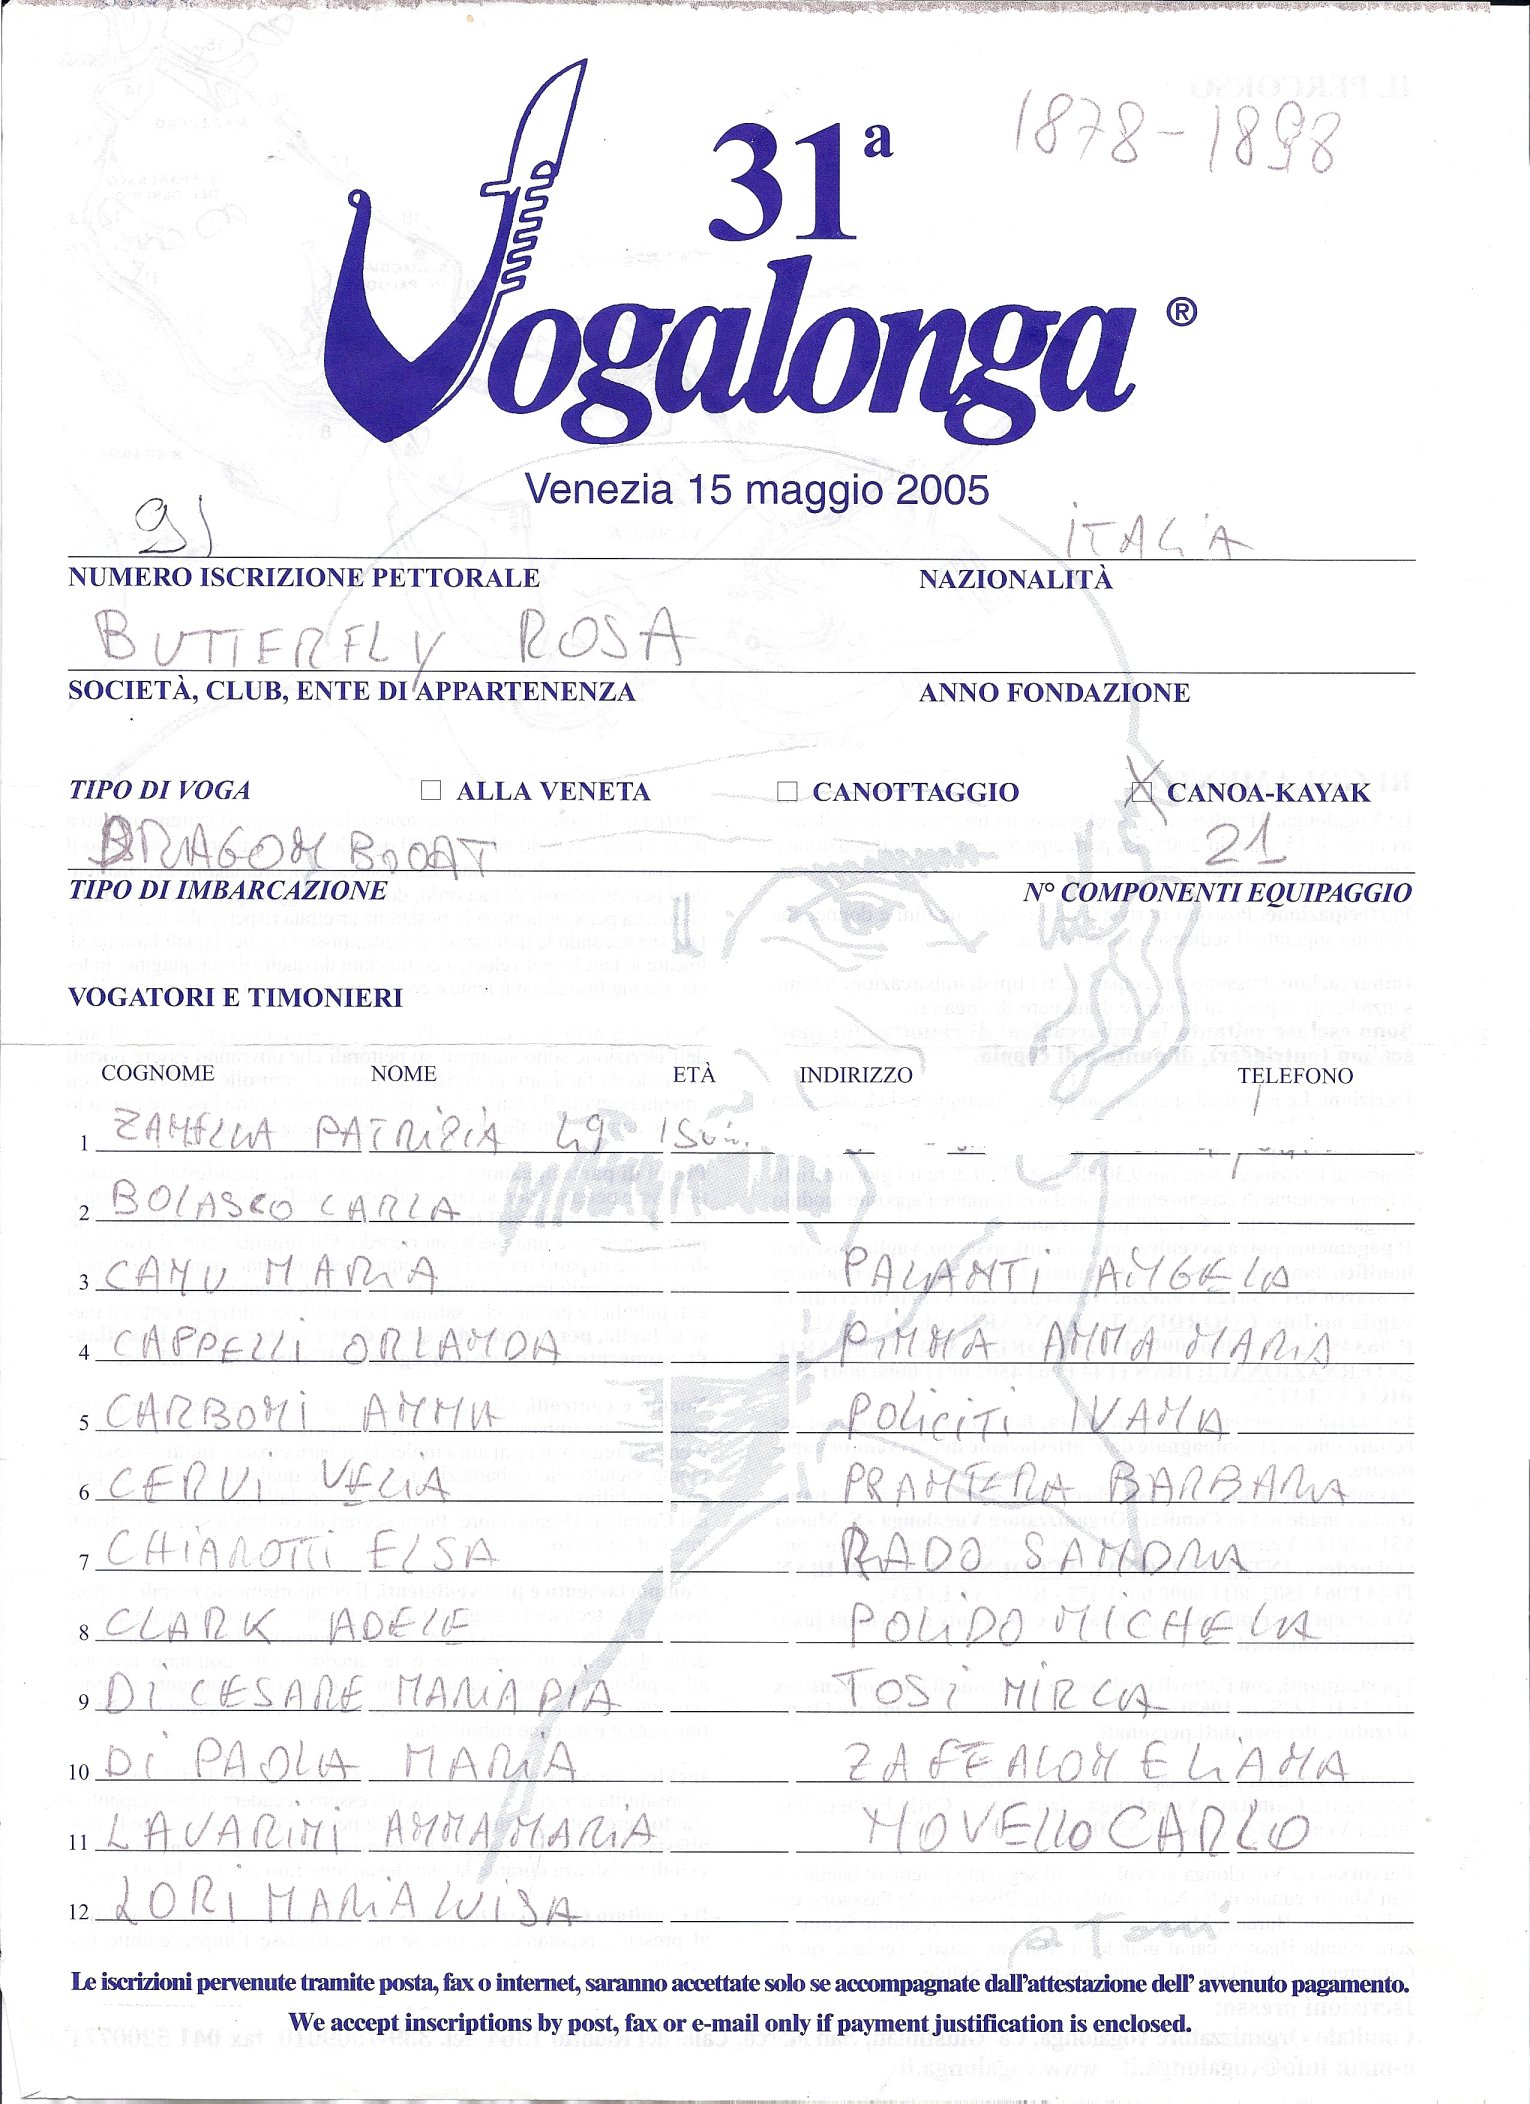 31ª
1878-1898
Vogalonga ®
Venezia 15 maggio 2005
91 ITALIA
NUMERO ISCRIZIONE PETTORALE NAZIONALITÀ
BUTTERFLY ROSA
SOCIETÀ, CLUB, ENTE DI APPARTENENZA ANNO FONDAZIONE
TIPO DI VOGA ALLA VENETA CANOTTAGGIO CANOA-KAYAK
DRAGON BOOAT 21
TIPO DI IMBARCAZIONE N° COMPONENTI EQUIPAGGIO
VOGATORI E TIMONIERI
COGNOME NOME ETÀ INDIRIZZO TELEFONO
1 ZANELLA PATRIZIA 49
2 BOLASCO CARLA
3 CANU MARIA PALANTI ANGELA
4 CAPPELLI ORLANDA PINNA ANNA MARIA
5 CARBONI ANNA POLICITI IVANA
6 CERVI VELIA PRANTERA BARBARA
7 CHIAROTTI ELSA RADO SANDRA
8 CLARK ADELE POLIDO MICHELA
9 DI CESARE MARIA PIA TOSI MIRCA
10 DI PAOLA MARIA ZAFFALON ELIANA
11 LAVARINI ANNAMARIA NOVELLO CARLO
12 LORI MARIA LUISA
Le iscrizioni pervenute tramite posta, fax o internet, saranno accettate solo se accompagnate dall'attestazione dell' avvenuto pagamento.
We accept inscriptions by post, fax or e-mail only if payment justification is enclosed.